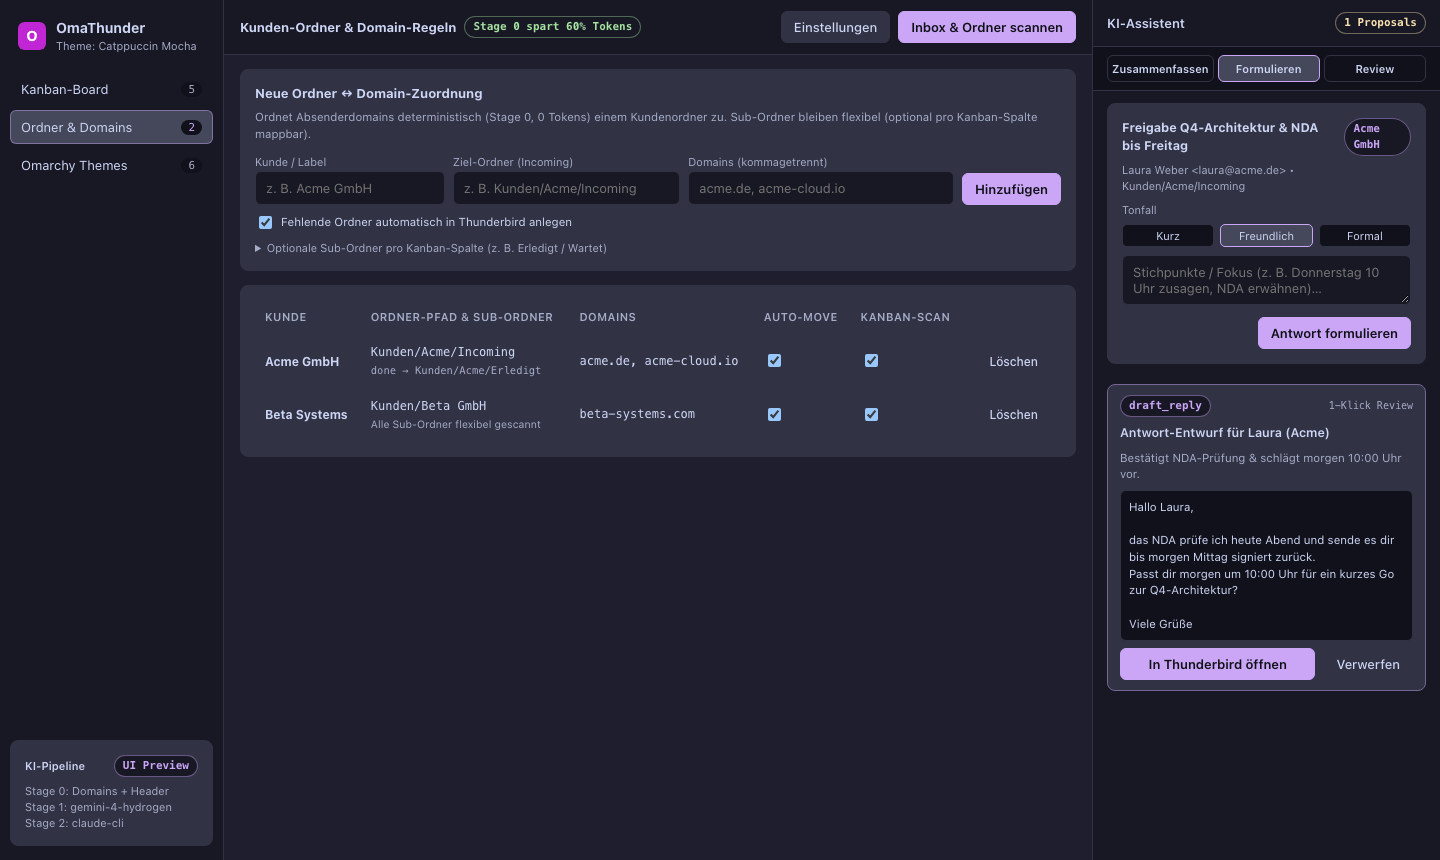 O
OmaThunder
Theme: Catppuccin Mocha
Kanban-Board 5
Ordner & Domains 2
Omarchy Themes 6
KI-Pipeline UI Preview
Stage 0: Domains + Header
Stage 1: gemini-4-hydrogen
Stage 2: claude-cli
Kunden-Ordner & Domain-Regeln Stage 0 spart 60% Tokens Einstellungen Inbox & Ordner scannen
Neue Ordner ↔ Domain-Zuordnung
Ordnet Absenderdomains deterministisch (Stage 0, 0 Tokens) einem Kundenordner zu. Sub-Ordner bleiben flexibel (optional pro Kanban-Spalte
mappbar).
Kunde / Label Ziel-Ordner (Incoming) Domains (kommagetrennt)
z. B. Acme GmbH z. B. Kunden/Acme/Incoming acme.de, acme-cloud.io Hinzufügen
Fehlende Ordner automatisch in Thunderbird anlegen
▶ Optionale Sub-Ordner pro Kanban-Spalte (z. B. Erledigt / Wartet)
KUNDE ORDNER-PFAD & SUB-ORDNER DOMAINS AUTO-MOVE KANBAN-SCAN
Acme GmbH Kunden/Acme/Incoming acme.de, acme-cloud.io Löschen
done → Kunden/Acme/Erledigt
Beta Systems Kunden/Beta GmbH beta-systems.com Löschen
Alle Sub-Ordner flexibel gescannt
KI-Assistent 1 Proposals
Zusammenfassen Formulieren Review
Freigabe Q4-Architektur & NDA
bis Freitag
Acme
GmbH
Laura Weber <laura@acme.de> •
Kunden/Acme/Incoming
Tonfall
Kurz Freundlich Formal
Stichpunkte / Fokus (z. B. Donnerstag 10
Uhr zusagen, NDA erwähnen)…
Antwort formulieren
draft_reply 1-Klick Review
Antwort-Entwurf für Laura (Acme)
Bestätigt NDA-Prüfung & schlägt morgen 10:00 Uhr
vor.
Hallo Laura,
das NDA prüfe ich heute Abend und sende es dir
bis morgen Mittag signiert zurück.
Passt dir morgen um 10:00 Uhr für ein kurzes Go
zur Q4-Architektur?
Viele Grüße
In Thunderbird öffnen Verwerfen